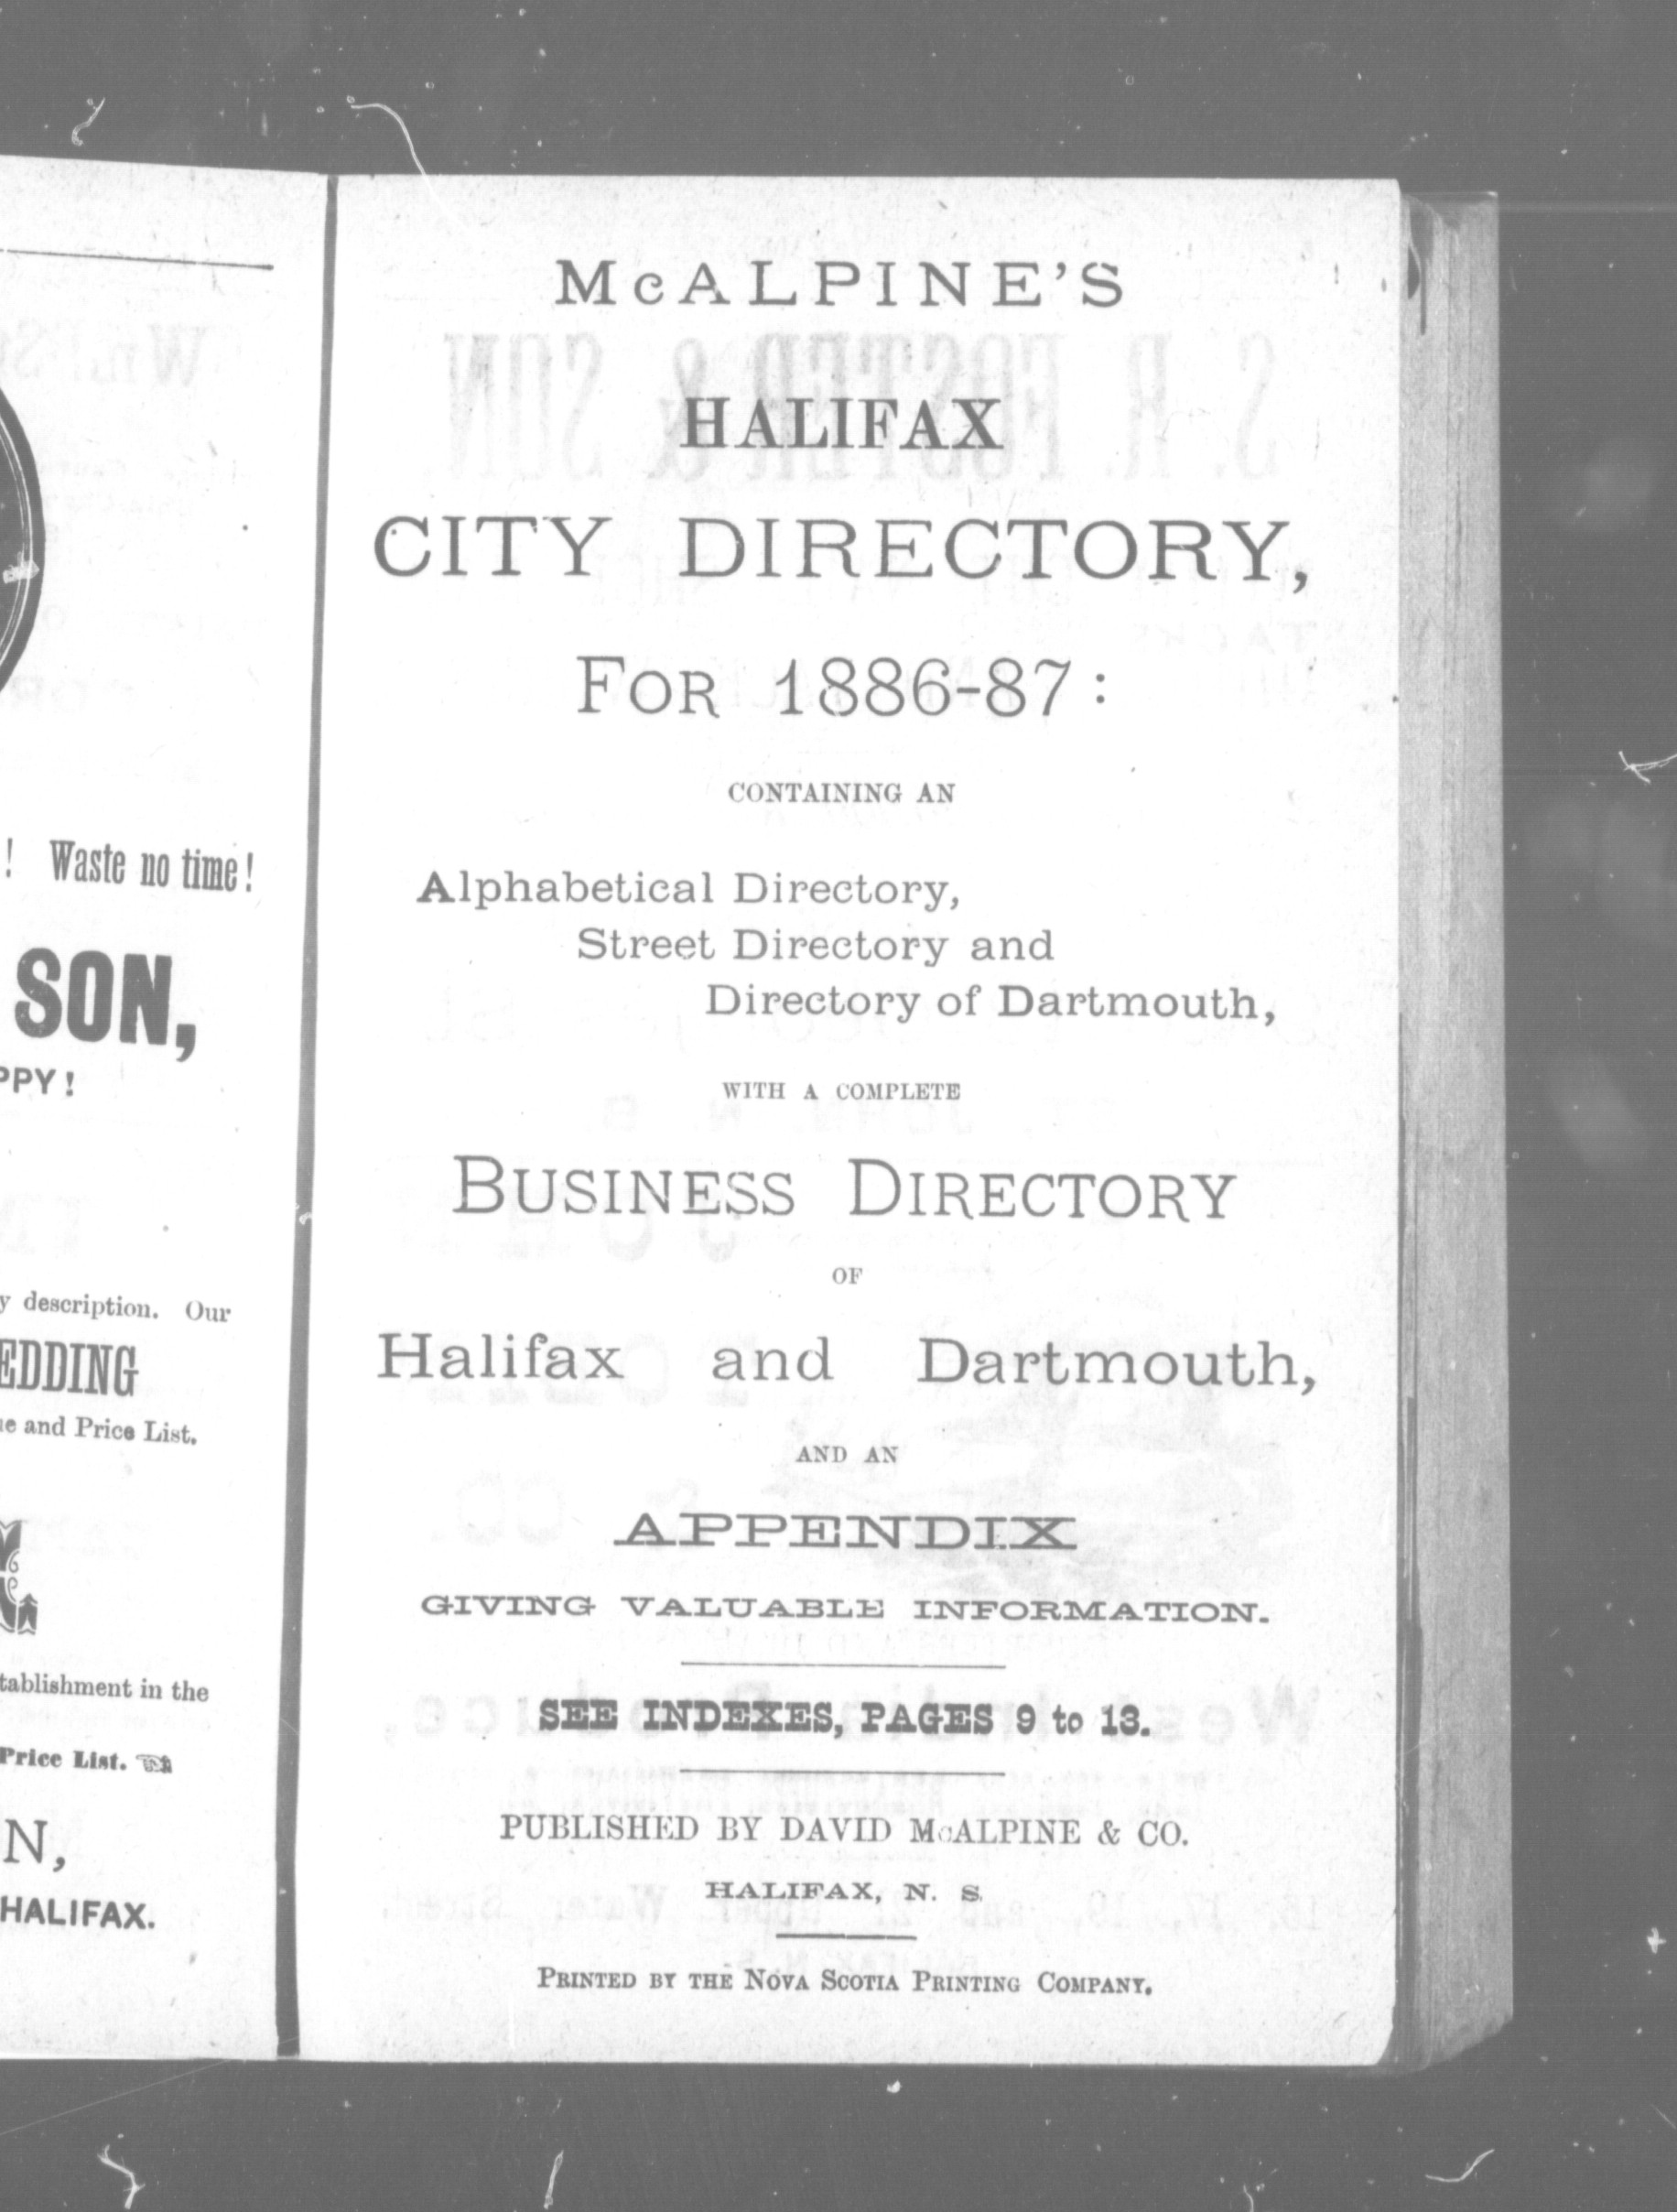 ! Waste no time!
SON,
PPY!
y description. Our
EDDING
ue and Price List.
tablishment in the
Price List.
N,
HALIFAX.
McALPINE'S
HALIFAX
CITY DIRECTORY,
FOR 1886-87:
CONTAINING AN
Alphabetical Directory,
Street Directory and
Directory of Dartmouth,
WITH A COMPLETE
BUSINESS DIRECTORY
OF
Halifax and Dartmouth,
AND AN
APPENDIX
GIVING VALUABLE INFORMATION.
SEE INDEXES, PAGES 9 to 13.
PUBLISHED BY DAVID McALPINE & CO.
HALIFAX, N. S.
PRINTED BY THE NOVA SCOTIA PRINTING COMPANY.